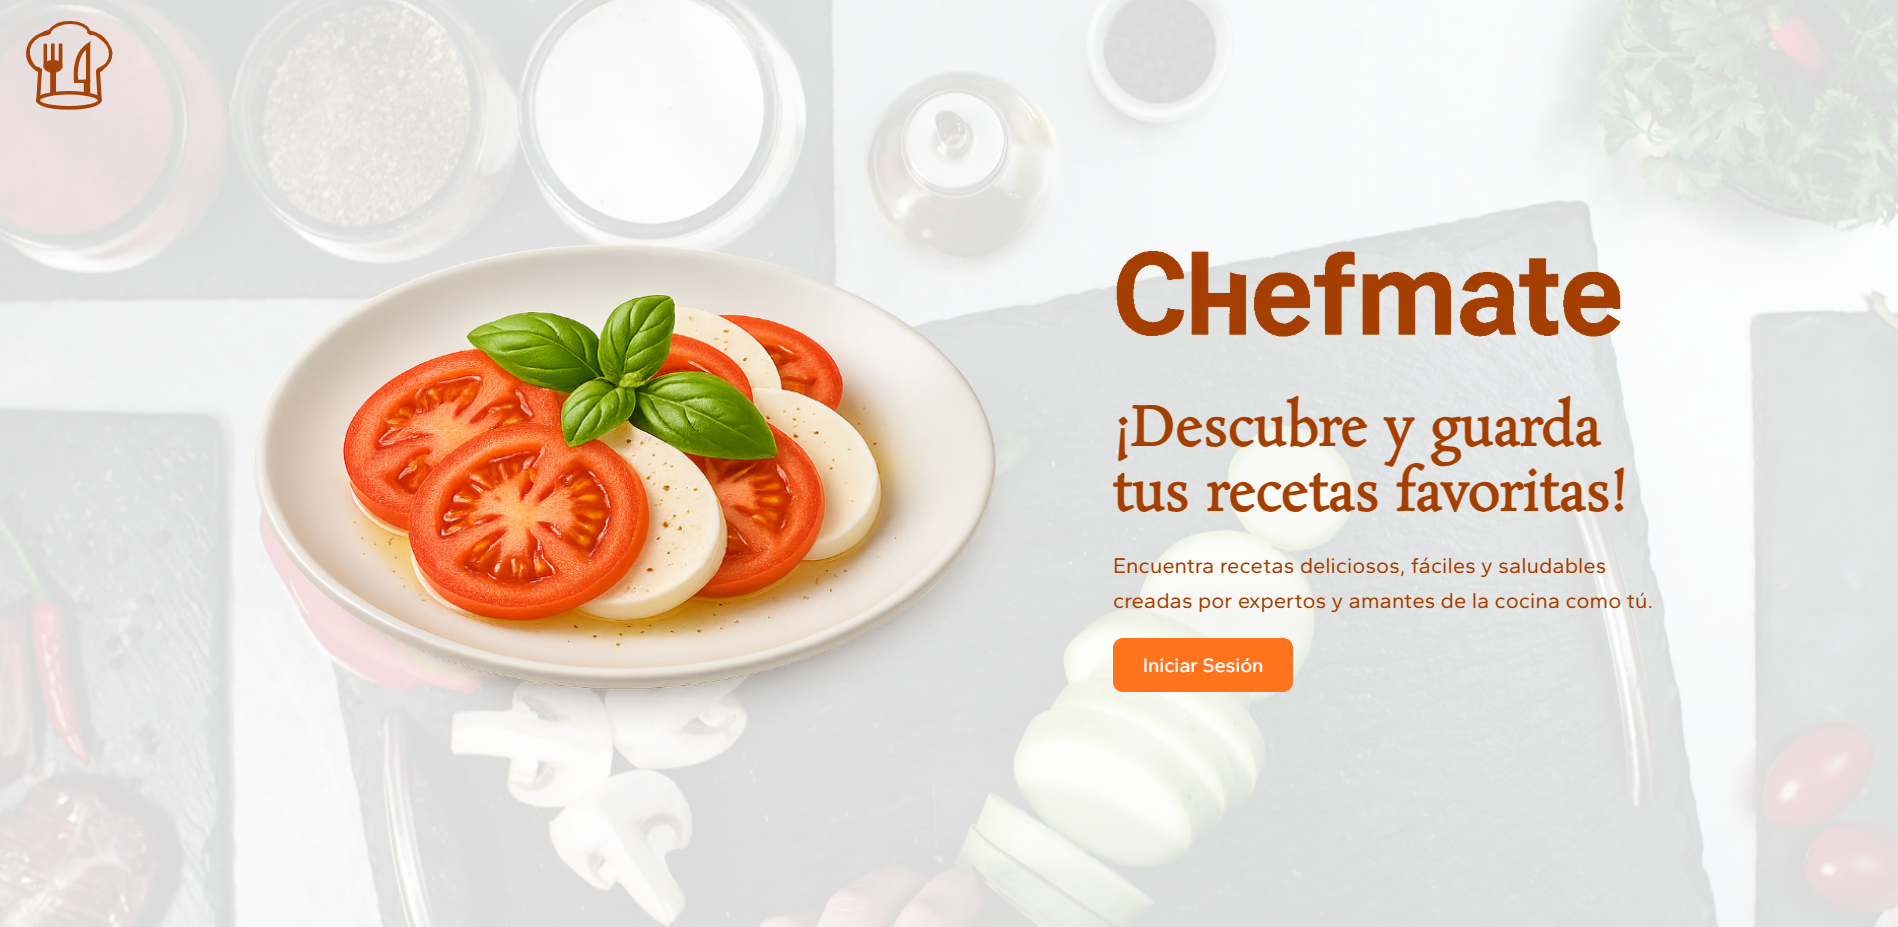 Chefmate
¡Descubre y guarda
tus recetas favoritas!
Encuentra recetas deliciosos, fáciles y saludables
creadas por expertos y amantes de la cocina como tú.
Iniciar Sesión